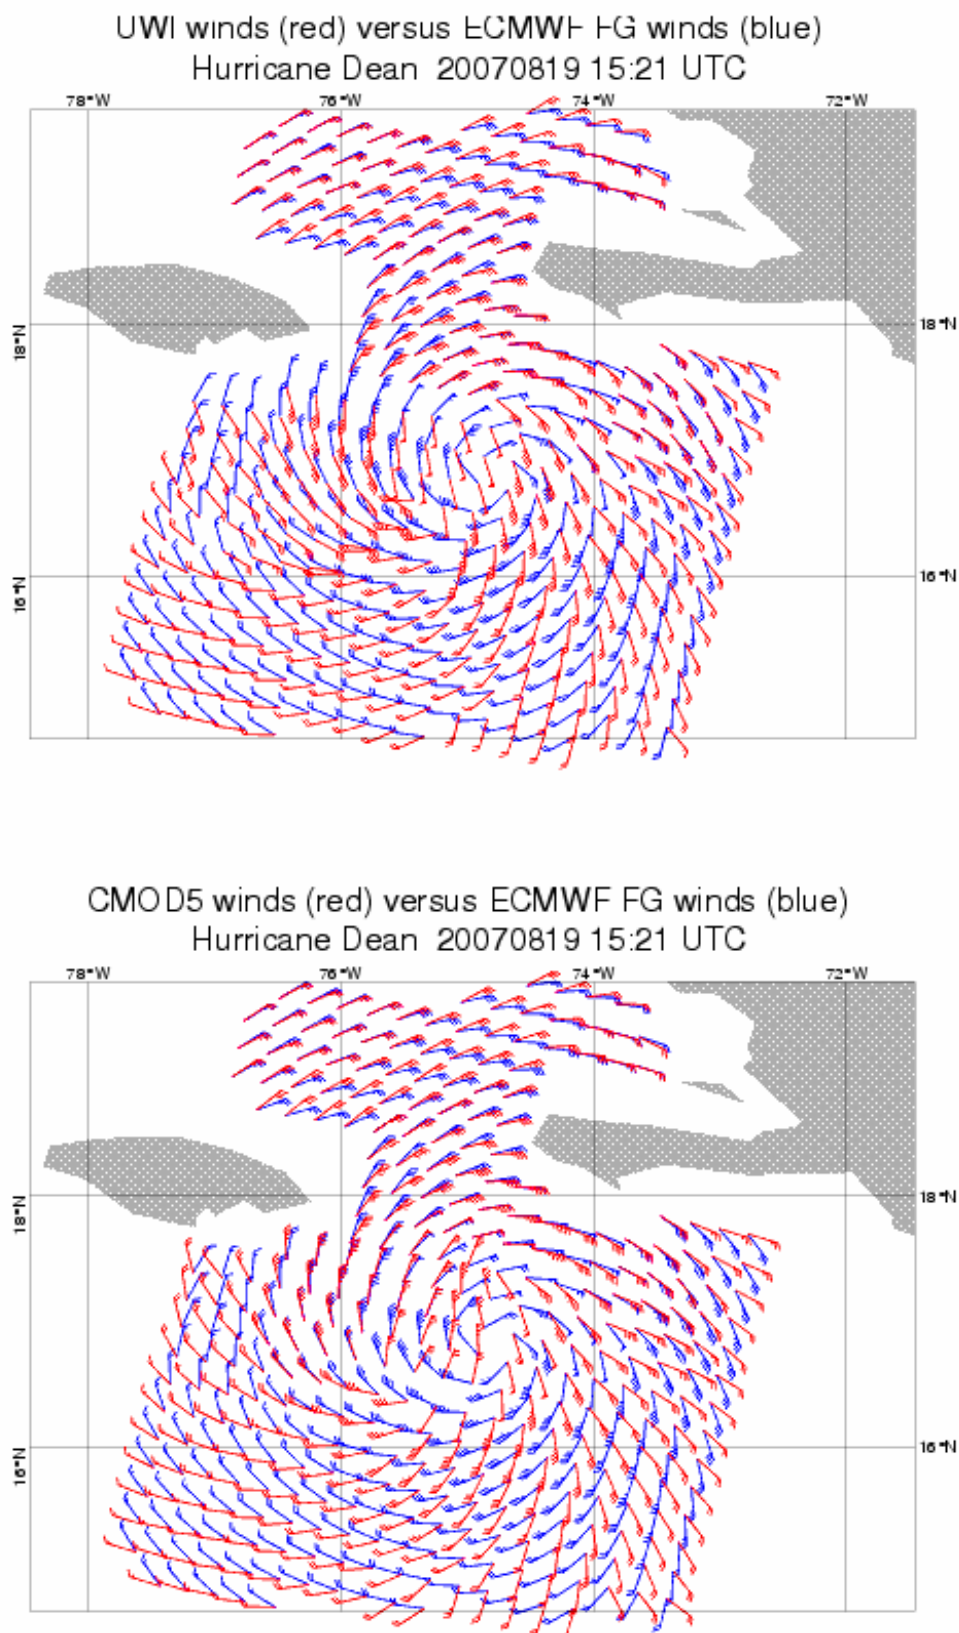 UWI winds (red) versus ECMWF FG winds (blue)
Hurricane Dean 20070819 15:21 UTC
78°W 76°W 74°W 72°W
18°N 18°N
16°N 16°N
CMOD5 winds (red) versus ECMWF FG winds (blue)
Hurricane Dean 20070819 15:21 UTC
78°W 76°W 74°W 72°W
18°N 18°N
16°N 16°N